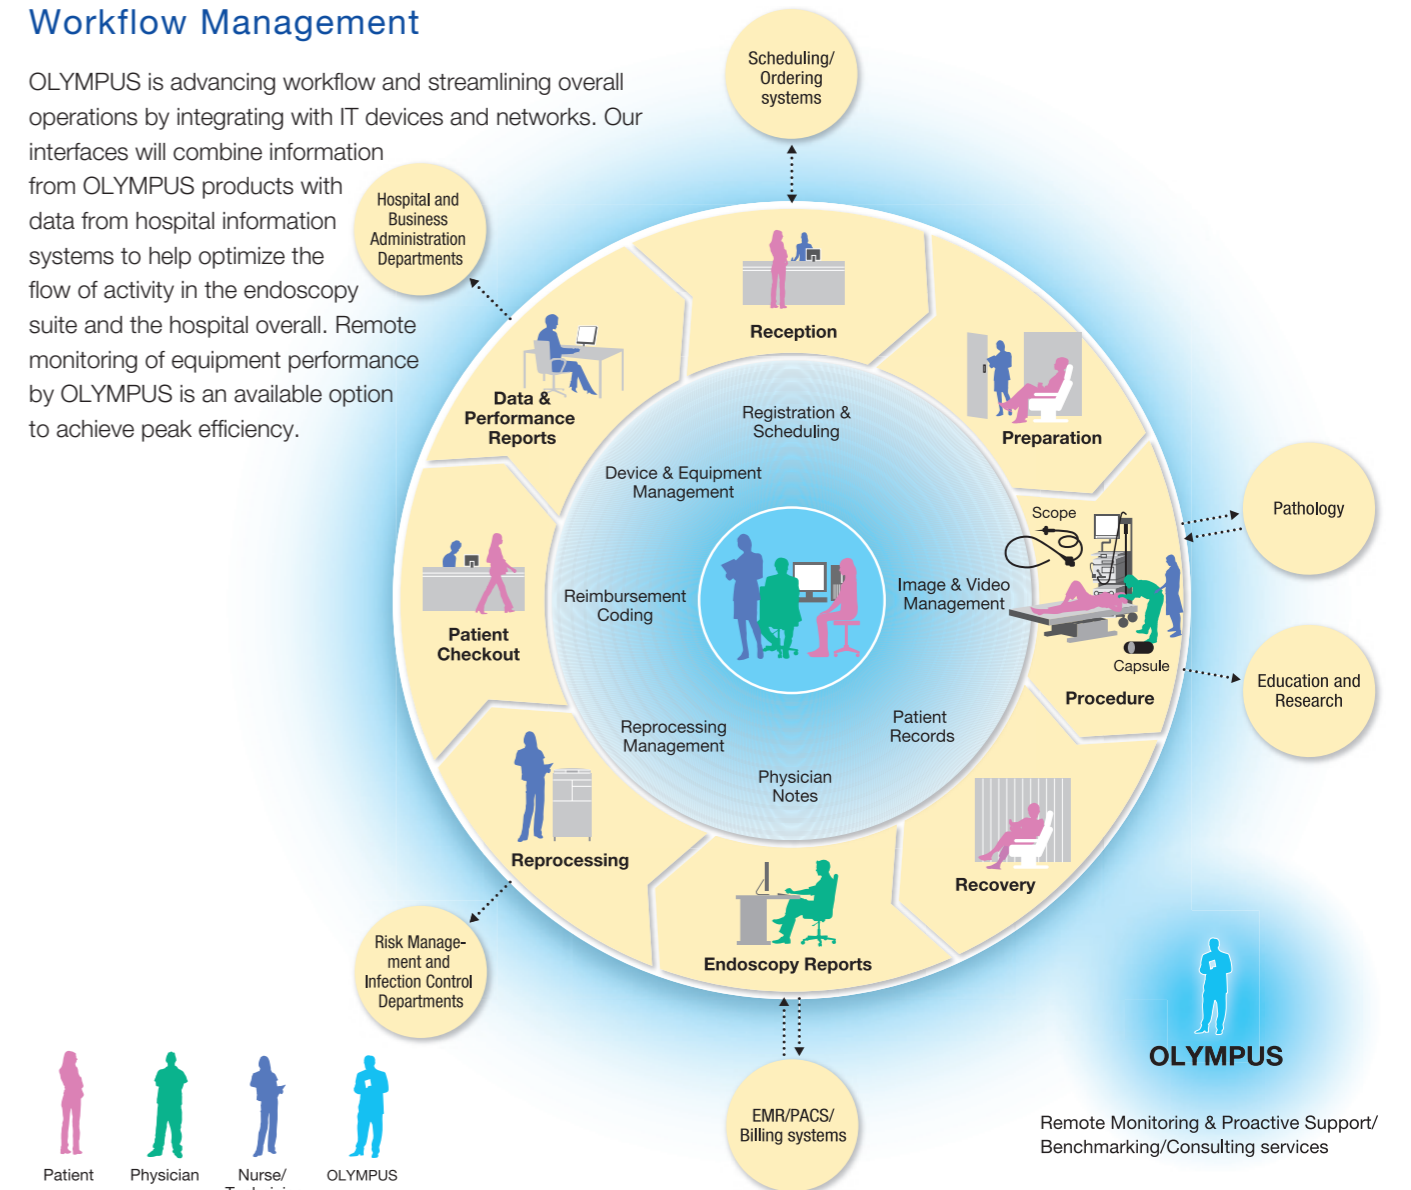 Workflow Management
OLYMPUS is advancing workflow and streamlining overall
operations by integrating with IT devices and networks. Our
interfaces will combine information
from OLYMPUS products with
data from hospital information
systems to help optimize the
flow of activity in the endoscopy
suite and the hospital overall. Remote
monitoring of equipment performance
by OLYMPUS is an available option
to achieve peak efficiency.
Scheduling/
Ordering
systems
Hospital and
Business
Administration
Departments
Reception
Preparation
Scope
Capsule
Procedure
Pathology
Education and
Research
Recovery
Endoscopy Reports
EMR/PACS/
Billing systems
Reprocessing
Risk Manage-
ment and
Infection Control
Departments
Patient
Checkout
Data &
Performance
Reports
Registration &
Scheduling
Device & Equipment
Management
Reimbursement
Coding
Image & Video
Management
Reprocessing
Management
Patient
Records
Physician
Notes
OLYMPUS
Remote Monitoring & Proactive Support/
Benchmarking/Consulting services
Patient
Physician
Nurse/
OLYMPUS